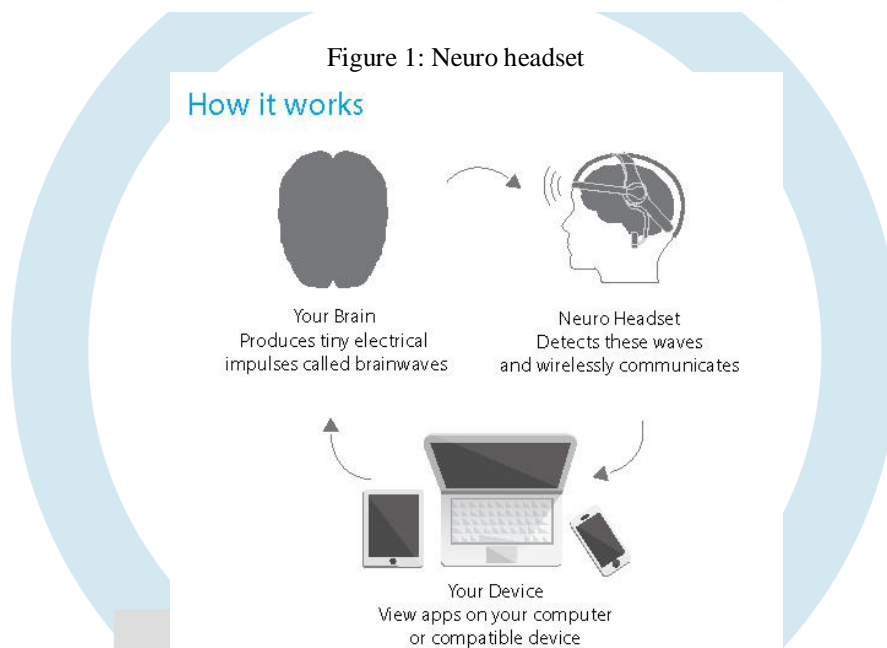 Figure 1: Neuro headset
How it works
Your Brain
Produces tiny electrical
impulses called brainwaves
Neuro Headset
Detects these waves
and wirelessly communicates
Your Device
View apps on your computer
or compatible device